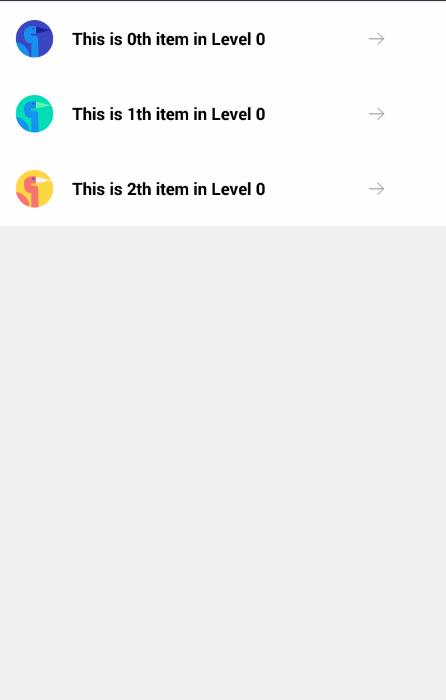 This is 0th item in Level 0
This is 1th item in Level 0
This is 2th item in Level 0